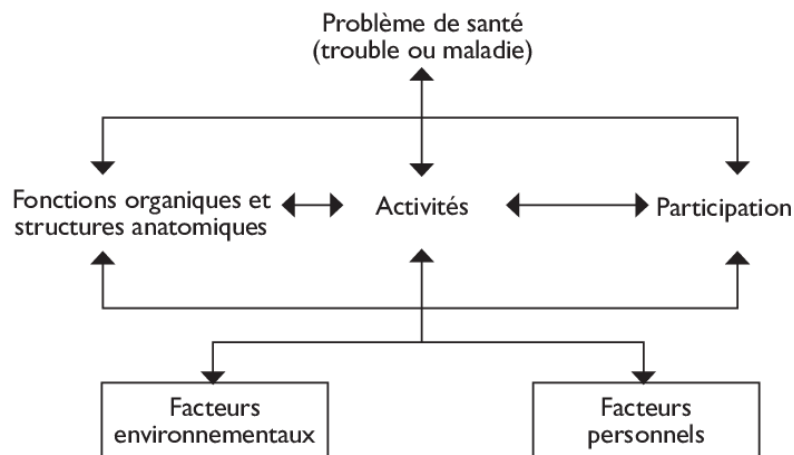 Problème de santé
(trouble ou maladie)
Fonctions organiques et
structures anatomiques
Activités
Participation
Facteurs
environnementaux
Facteurs
personnels